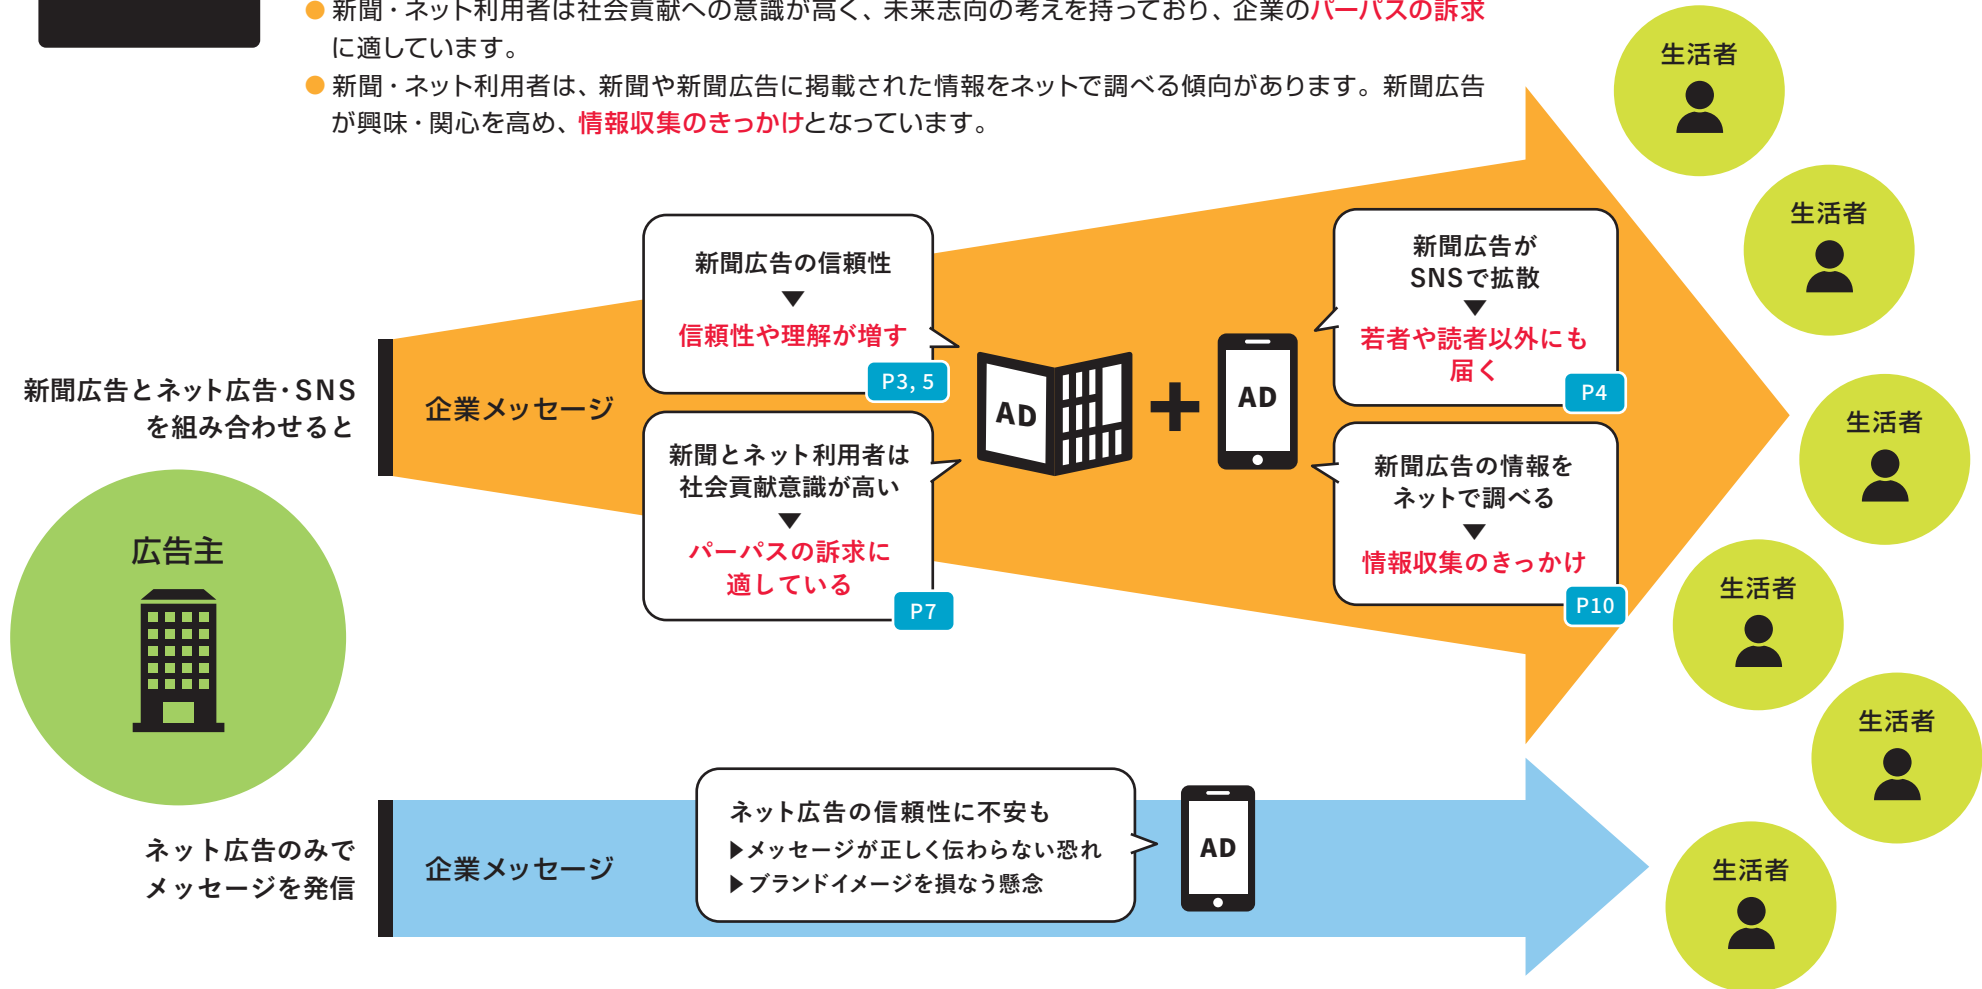 ● 新聞・ネット利用者は社会貢献への意識が高く、未来志向の考えを持っており、企業のパーパスの訴求
に適しています。
● 新聞・ネット利用者は、新聞や新聞広告に掲載された情報をネットで調べる傾向があります。新聞広告
が興味・関心を高め、情報収集のきっかけとなっています。
新聞広告とネット広告・SNS
を組み合わせると
企業メッセージ
新聞広告の信頼性
▼
信頼性や理解が増す
P3, 5
新聞とネット利用者は
社会貢献意識が高い
▼
パーパスの訴求に
適している
P7
AD
+
AD
新聞広告が
SNSで拡散
▼
若者や読者以外にも
届く
P4
新聞広告の情報を
ネットで調べる
▼
情報収集のきっかけ
P10
広告主
ネット広告のみで
メッセージを発信
企業メッセージ
ネット広告の信頼性に不安も
▶メッセージが正しく伝わらない恐れ
▶ブランドイメージを損なう懸念
AD
生活者
生活者
生活者
生活者
生活者
生活者